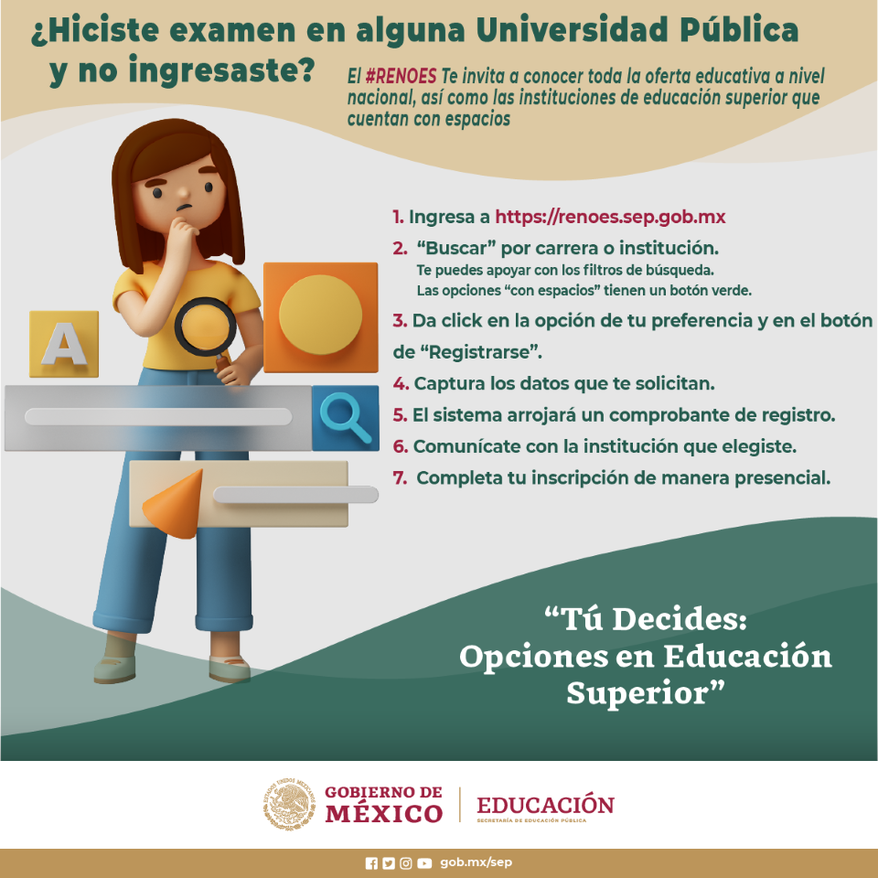 ¿Hiciste examen en alguna Universidad Pública
y no ingresaste?
El #RENOES Te invita a conocer toda la oferta educativa a nivel
nacional, así como las instituciones de educación superior que
cuentan con espacios
1. Ingresa a https://renoes.sep.gob.mx
2. “Buscar” por carrera o institución.
Te puedes apoyar con los filtros de búsqueda.
Las opciones “con espacios” tienen un botón verde.
3. Da click en la opción de tu preferencia y en el botón
de “Registrarse”.
4. Captura los datos que te solicitan.
5. El sistema arrojará un comprobante de registro.
6. Comunícate con la institución que elegiste.
7. Completa tu inscripción de manera presencial.
A
“Tú Decides:
Opciones en Educación
Superior”
ESTADOS UNIDOS MEXICANOS
GOBIERNO DE
MÉXICO
EDUCACIÓN
SECRETARÍA DE EDUCACIÓN PÚBLICA
gob.mx/sep